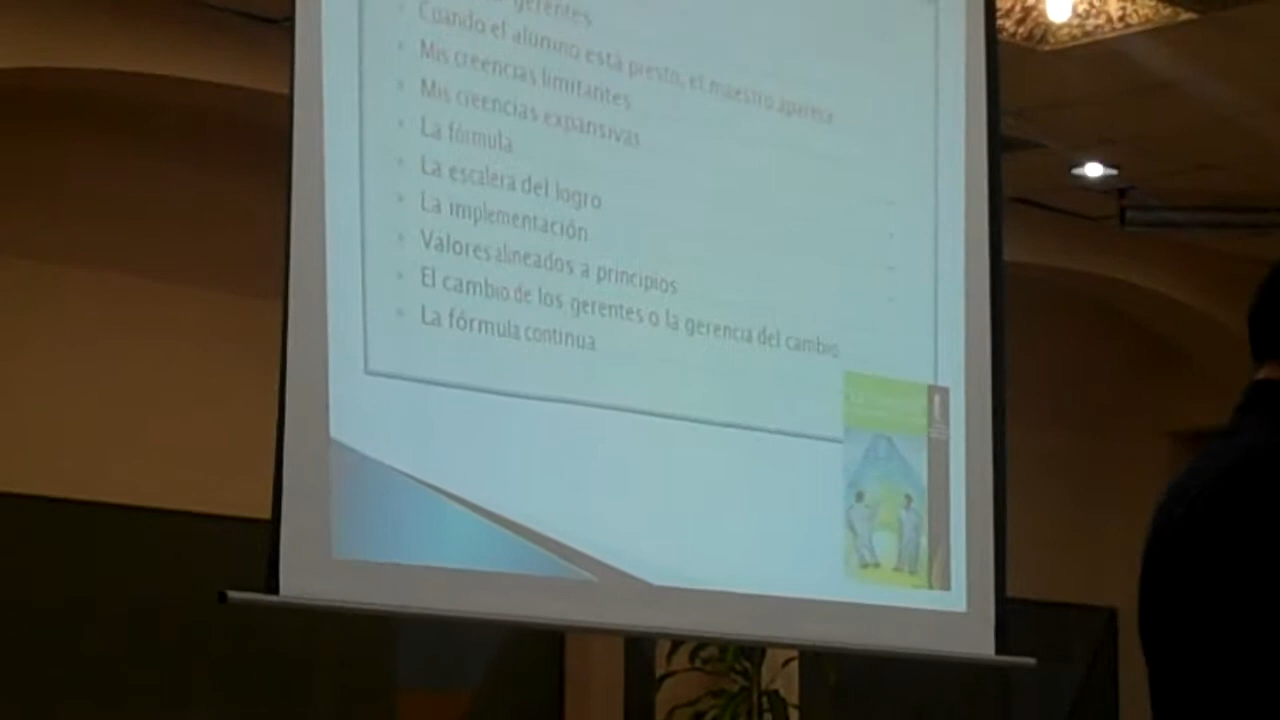 gerentes
Cuando el alumno está presto, el maestro aparece
Mis creencias limitantes
Mis creencias expansivas
La fórmula
La escalera del logro
La implementación
Valores alineados a principios
El cambio de los gerentes o la gerencia del cambio
La fórmula continua